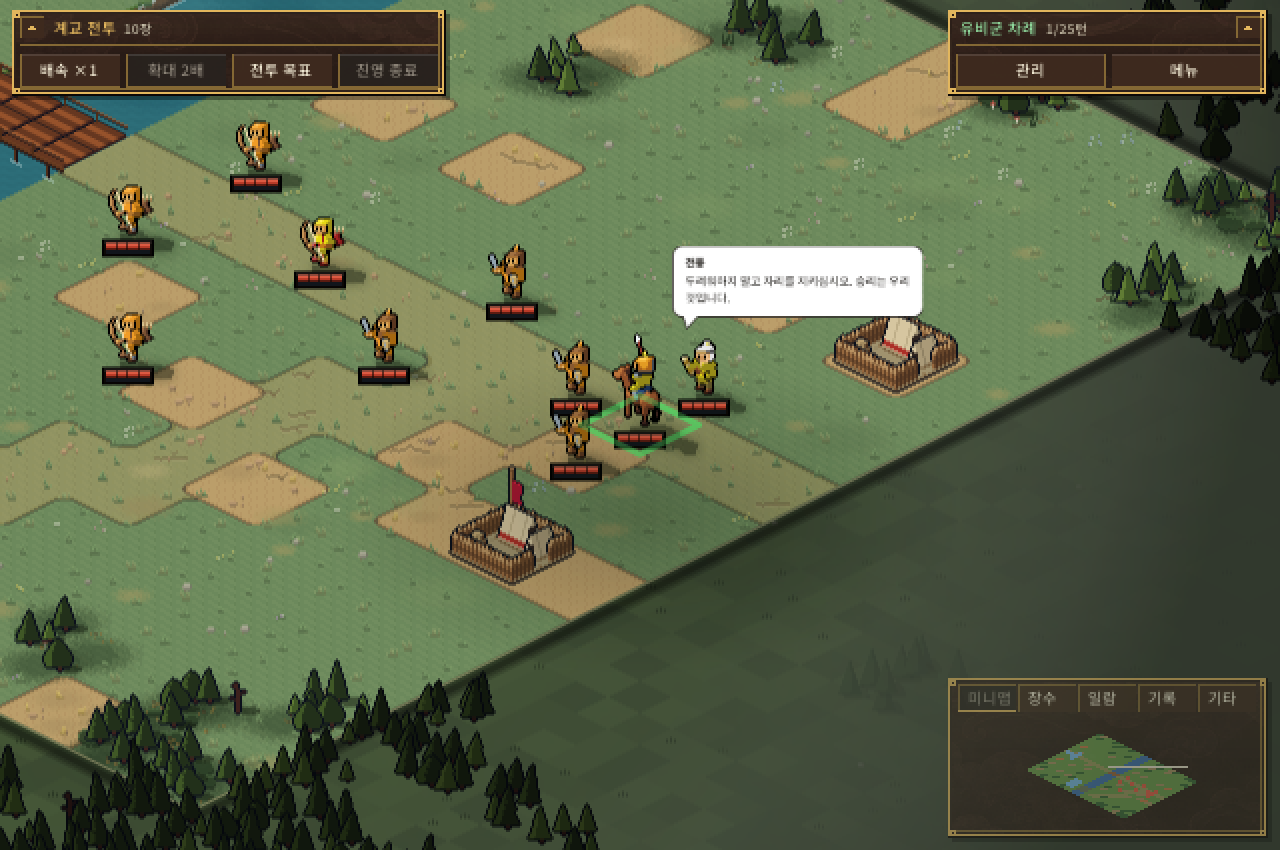 계교 전투 10장
배속 ×1 확대 2배 전투 목표 진영 종료
유비군 차례 1/25턴
관리 메뉴
전풍
두려워하지 말고 자리를 지키십시오. 승리는 우리
것입니다.
미니맵 장수 일람 기록 기타